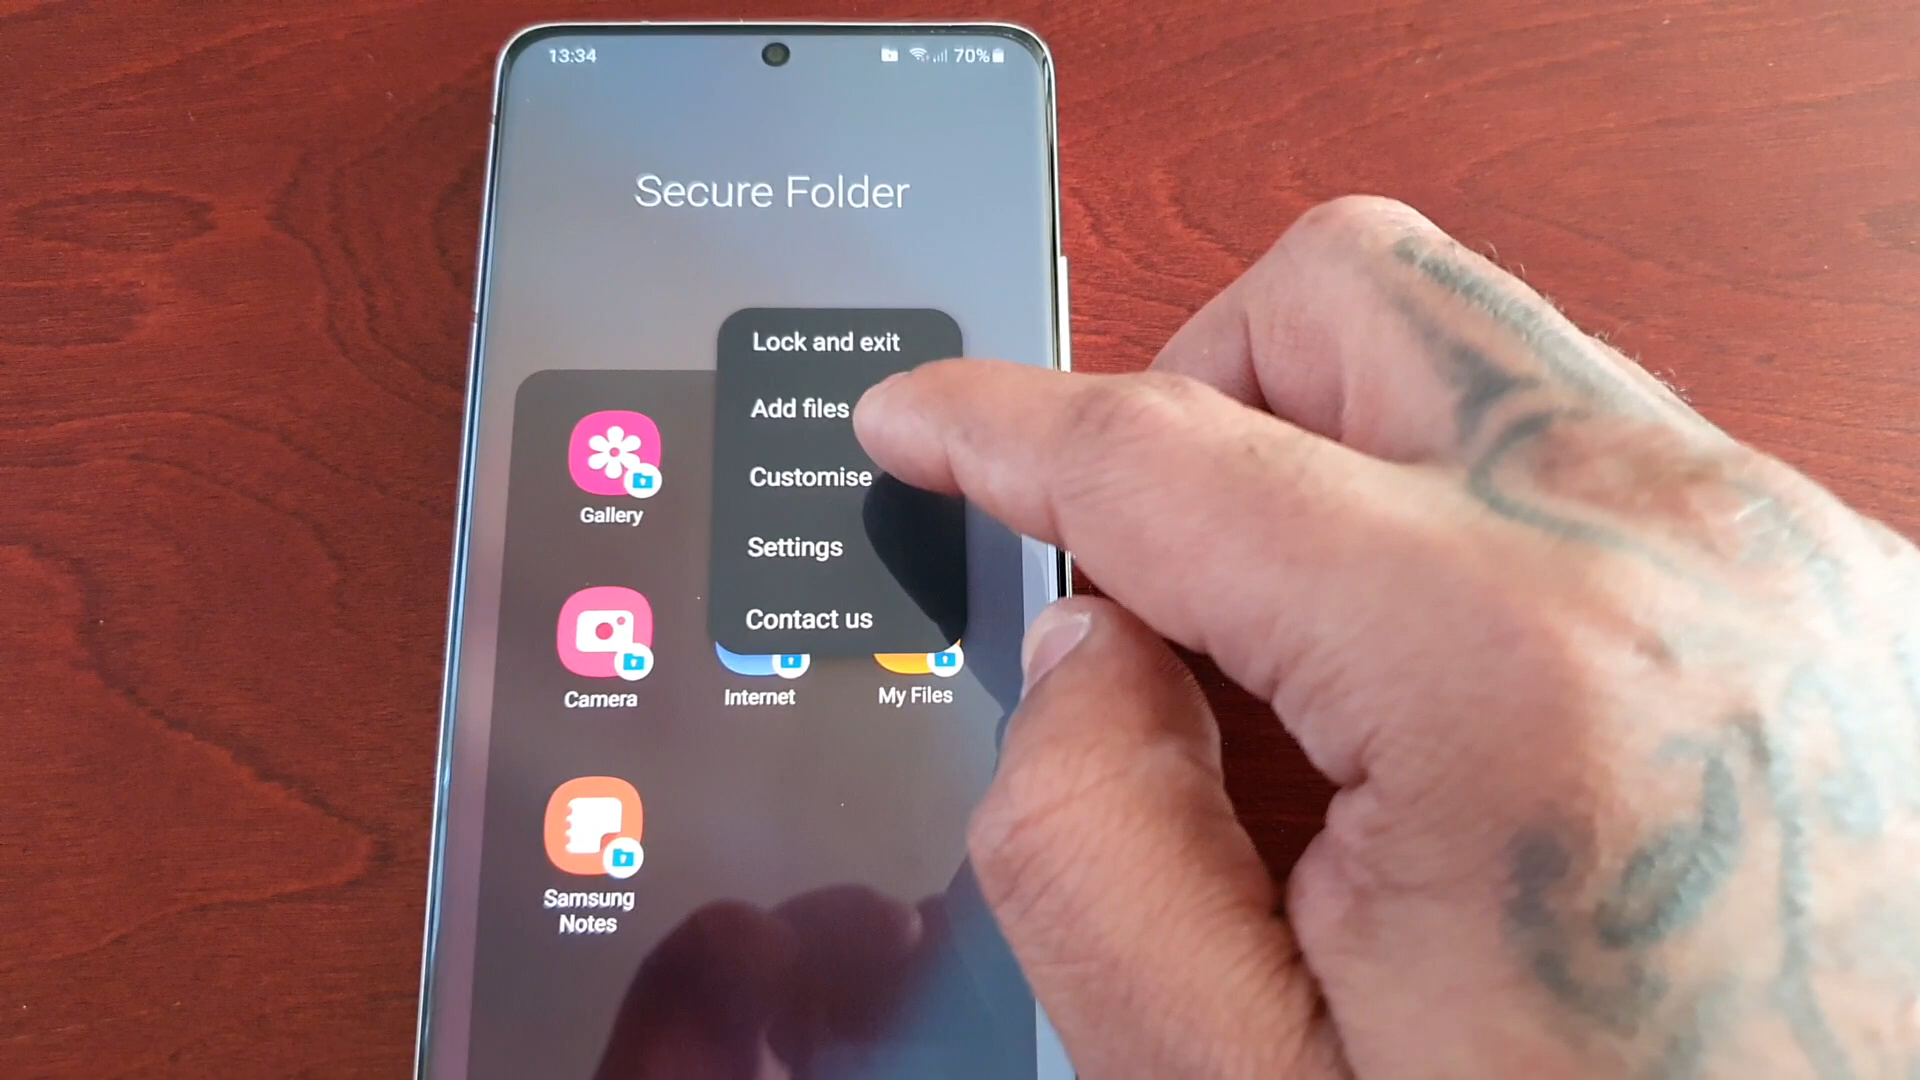 13:34
70%
Secure Folder
Lock and exit
Add files
Customise
Settings
Contact us
Gallery
Camera
Internet
My Files
Samsung
Notes